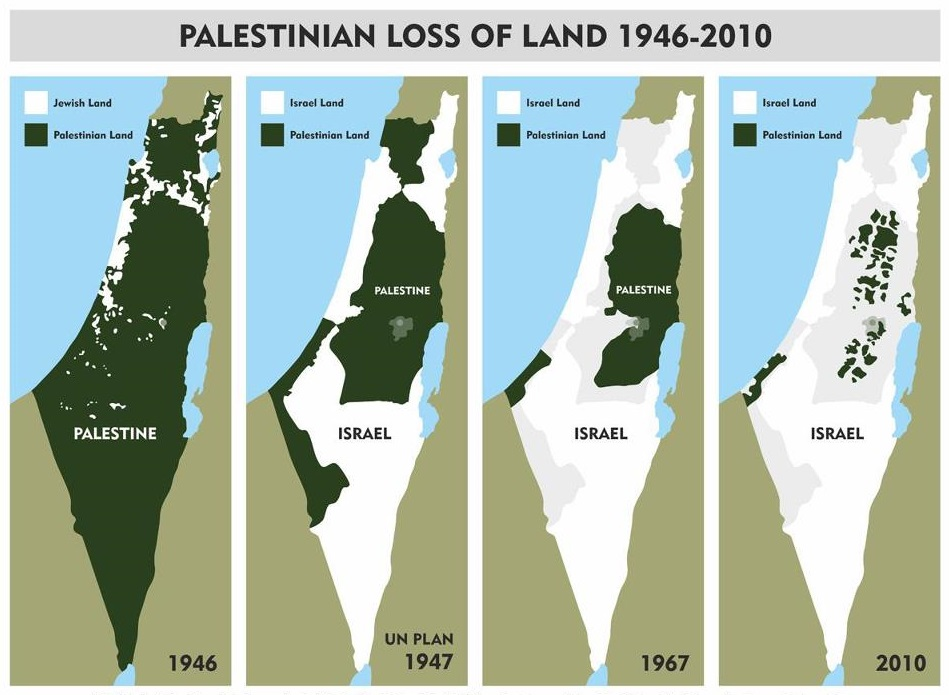 PALESTINIAN LOSS OF LAND 1946-2010
Jewish Land
Palestinian Land
PALESTINE
1946
Israel Land
Palestinian Land
PALESTINE
ISRAEL
UN PLAN
1947
Israel Land
Palestinian Land
PALESTINE
ISRAEL
1967
Israel Land
Palestinian Land
ISRAEL
2010